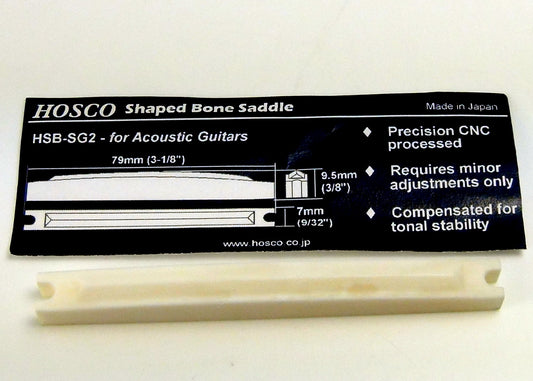 HOSCO Shaped Bone Saddle
Made in Japan
HSB-SG2 - for Acoustic Guitars
79mm (3-1/8")
9.5mm
(3/8")
7mm
(9/32")
www.hosco.co.jp
♦ Precision CNC
processed
♦ Requires minor
adjustments only
♦ Compensated for
tonal stability